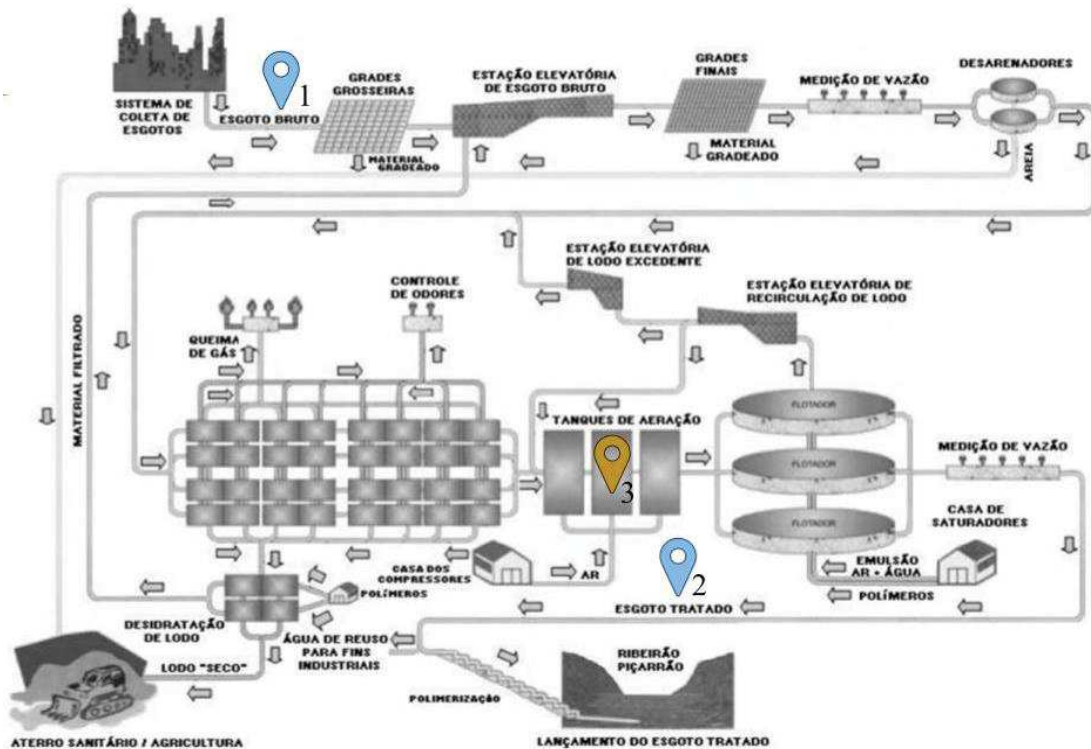 SISTEMA DE
COLETA DE
ESGOTOS
1
ESGOTO BRUTO
GRADES
GROSSEIRAS
MATERIAL
GRADEADO
ESTAÇÃO ELEVATÓRIA
DE ESGOTO BRUTO
GRADES
FINAIS
MATERIAL
GRADEADO
MEDIÇÃO DE VAZÃO
DESARENADORES
AREIA
MATERIAL FILTRADO
ESTAÇÃO ELEVATÓRIA
DE LODO EXCEDENTE
ESTAÇÃO ELEVATÓRIA DE
RECIRCULAÇÃO DE LODO
CONTROLE
DE ODORES
QUEIMA
DE GÁS
TANQUES DE AERAÇÃO
3
FLOTADOR
FLOTADOR
FLOTADOR
MEDIÇÃO DE VAZÃO
CASA DE
SATURADORES
EMULSÃO
AR - ÁGUA
POLÍMEROS
CASA DOS
COMPRESSORES
AR
POLÍMEROS
2
ESGOTO TRATADO
DESIDRATAÇÃO
DE LODO
ÁGUA DE REUSO
PARA FINS
INDUSTRIAIS
LODO "SECO"
POLIMERIZAÇÃO
RIBEIRÃO
PIÇARRÃO
ATERRO SANITÁRIO / AGRICULTURA
LANÇAMENTO DO ESGOTO TRATADO